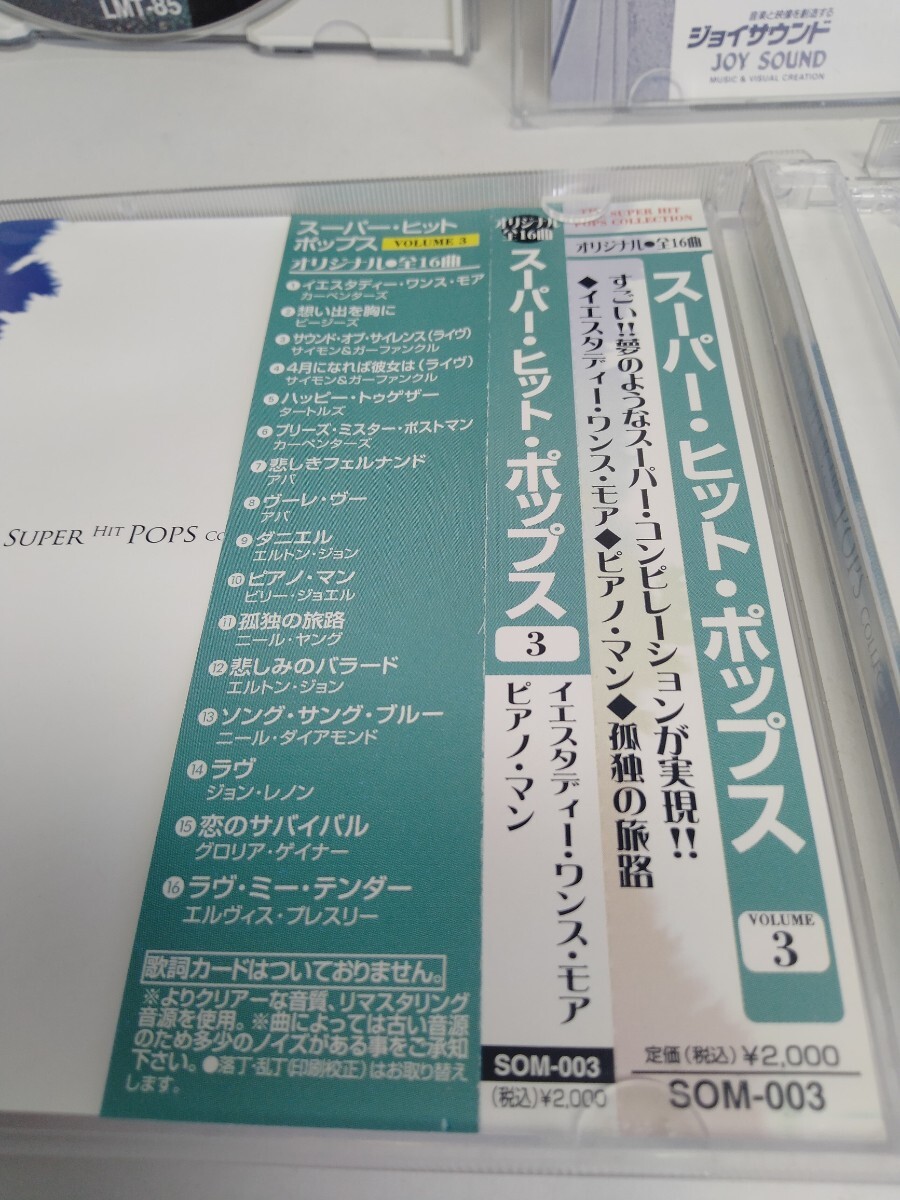 LMT-85
音楽と映像を創造する
ジョイサウンド
JOY SOUND
MUSIC & VISUAL CREATION
SUPER HIT POPS CO
スーパー・ヒット
ポップス VOLUME 3
オリジナル●全16曲
1 イエスタディー・ワンス・モア
カーペンターズ
2 想い出を胸に
ビージーズ
3 サウンド・オブ・サイレンス(ライヴ)
サイモン&ガーファンクル
4 4月になれば彼女は(ライヴ)
サイモン&ガーファンクル
5 ハッピー・トゥゲザー
タートルズ
6 プリーズ・ミスター・ポストマン
カーペンターズ
7 悲しきフェルナンド
アバ
8 ヴーレ・ヴー
アバ
9 ダニエル
エルトン・ジョン
10 ピアノ・マン
ビリー・ジョエル
11 孤独の旅路
ニール・ヤング
12 悲しみのバラード
エルトン・ジョン
13 ソング・サング・ブルー
ニール・ダイアモンド
14 ラヴ
ジョン・レノン
15 恋のサバイバル
グロリア・ゲイナー
16 ラヴ・ミー・テンダー
エルヴィス・プレスリー
歌詞カードはついておりません。
※よりクリアーな音質、リマスタリング
音源を使用。※曲によっては古い音源
のため多少のノイズがある事をご承知
下さい。●落丁・乱丁(印刷校正)はお取り替え
します。
オリジナル
全16曲
スーパー・ヒット・ポップス
3
イエスタディー・ワンス・モア
ピアノ・マン
SOM-003
(税込)¥2,000
SUPER HIT
POPS COLLECTION
オリジナル●全16曲
スーパー・ヒット・ポップス
VOLUME
3
すごい!!夢のようなスーパー・コンピレーションが実現!!
◆イエスタディー・ワンス・モア◆ピアノ・マン◆孤独の旅路
定価(税込)¥2,000
SOM-003
POPS COLLEC